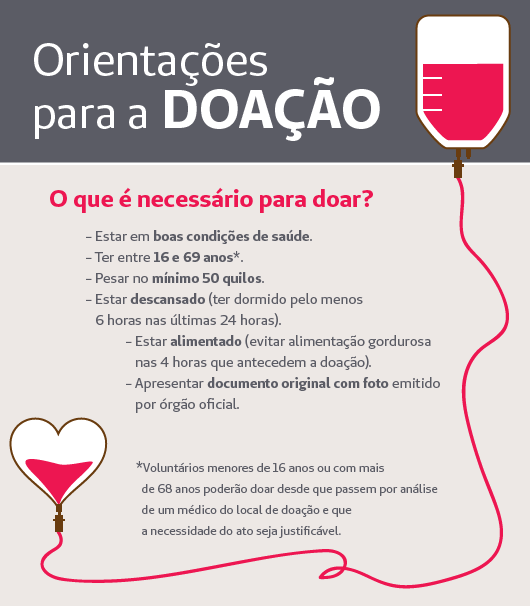 Orientações
para a DOAÇÃO
O que é necessário para doar?
– Estar em boas condições de saúde.
– Ter entre 16 e 69 anos*.
– Pesar no mínimo 50 quilos.
– Estar descansado (ter dormido pelo menos
6 horas nas últimas 24 horas).
– Estar alimentado (evitar alimentação gordurosa
nas 4 horas que antecedem a doação).
– Apresentar documento original com foto emitido
por órgão oficial.
*Voluntários menores de 16 anos ou com mais
de 68 anos poderão doar desde que passem por análise
de um médico do local de doação e que
a necessidade do ato seja justificável.